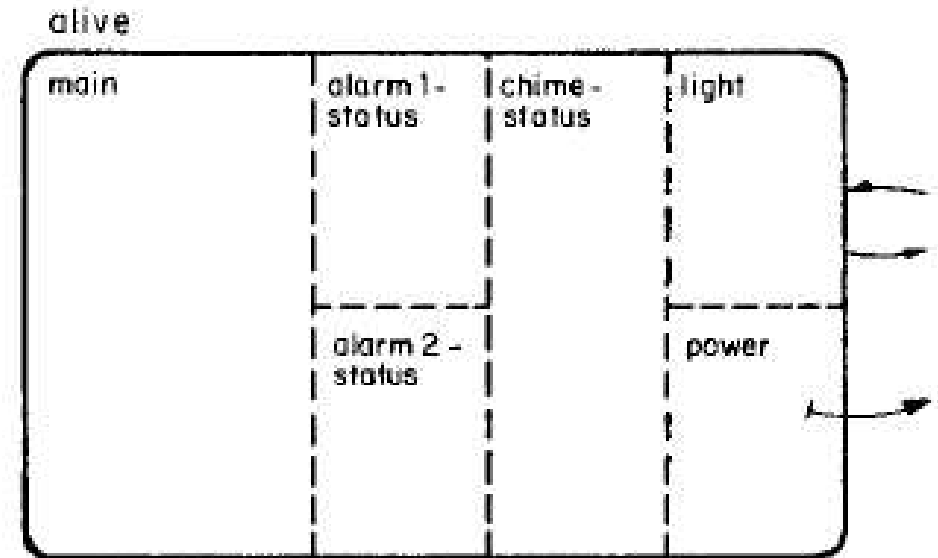 alive
main
alarm 1-
status
chime-
status
light
alarm 2-
status
power